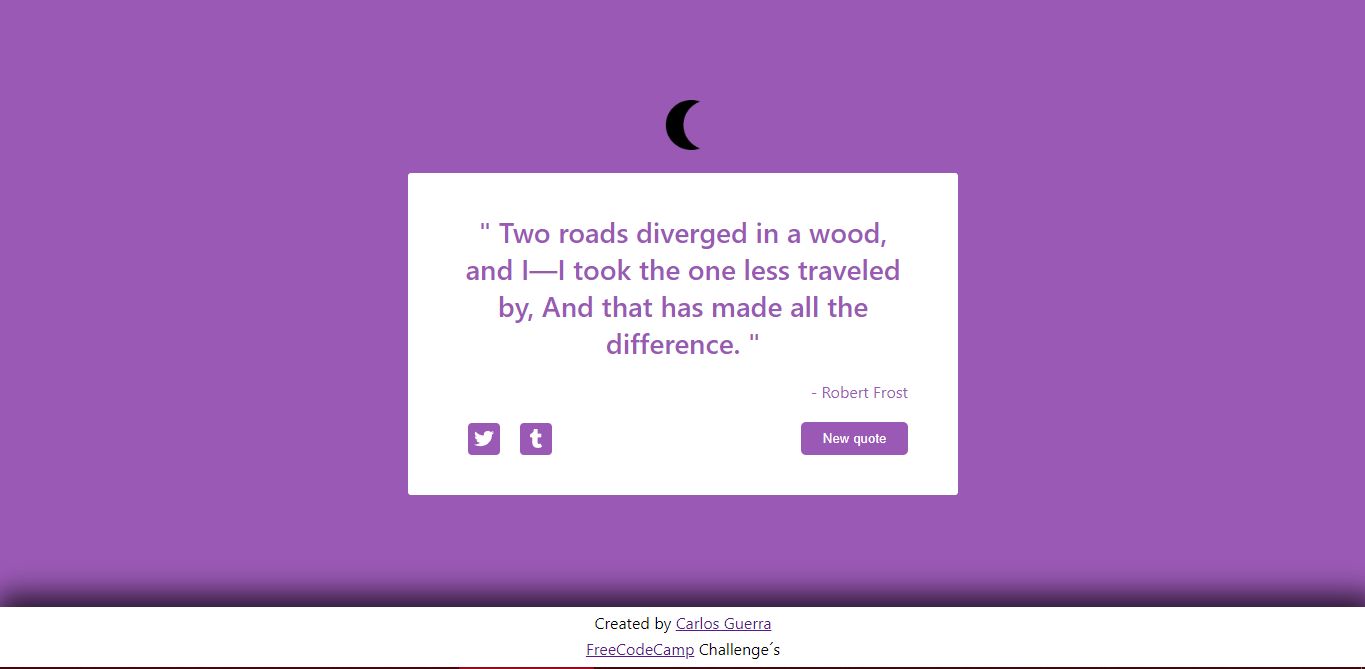 " Two roads diverged in a wood,
and I—I took the one less traveled
by, And that has made all the
difference. "
- Robert Frost
New quote
Created by Carlos Guerra
FreeCodeCamp Challenge´s